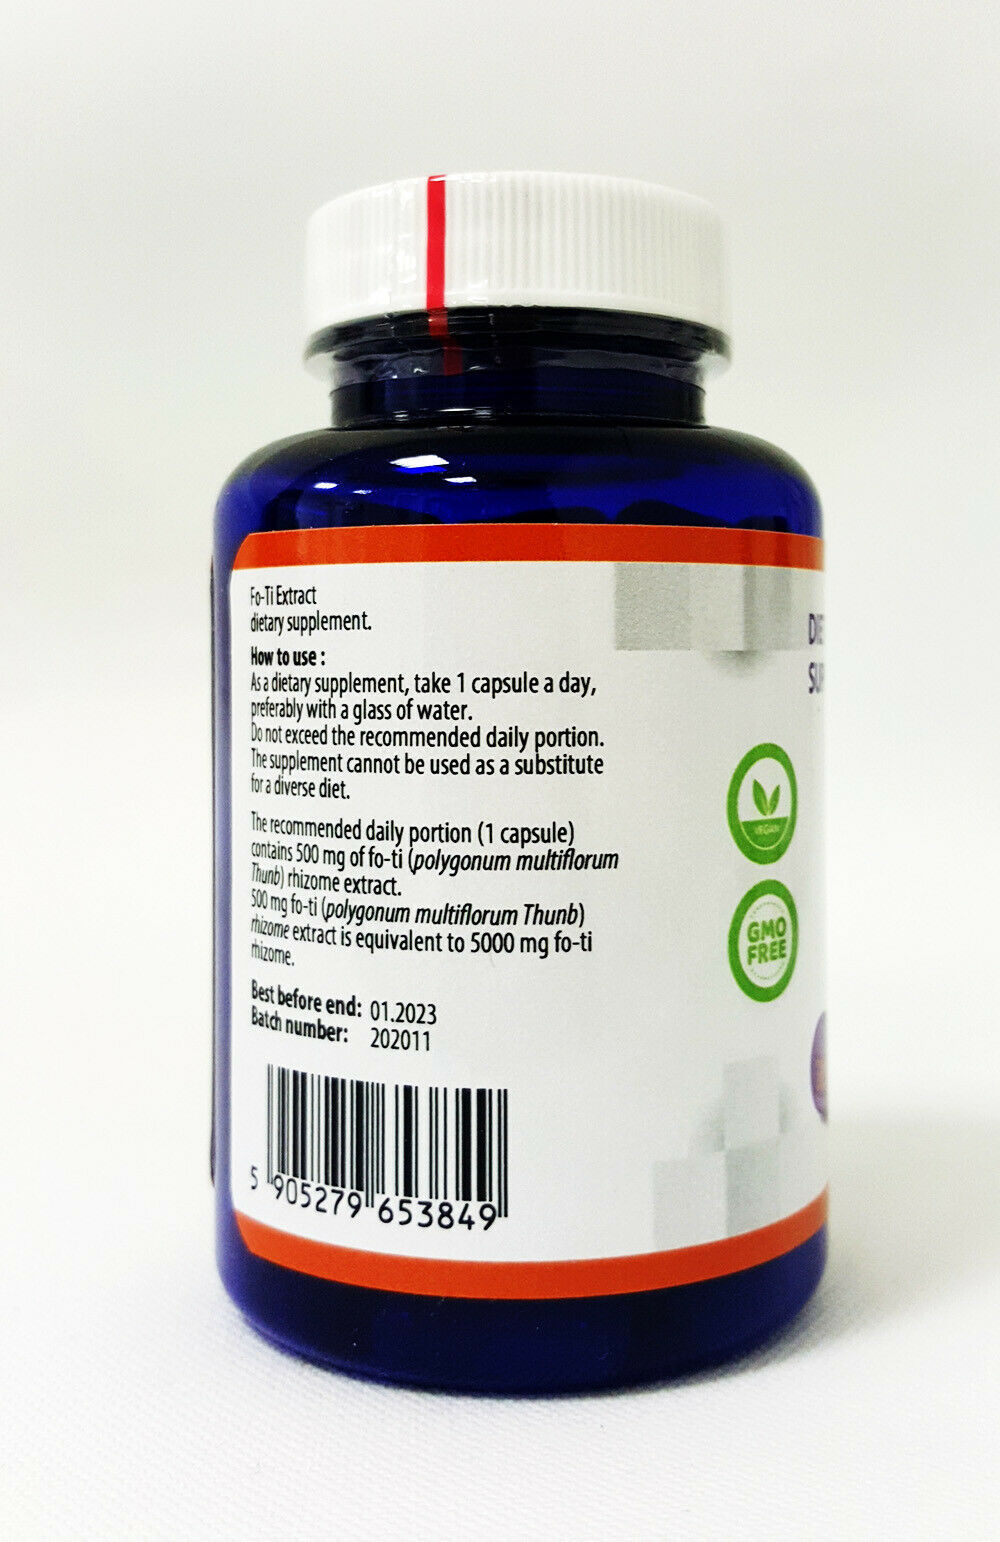 Fo-Ti Extract
dietary supplement.
How to use :
As a dietary supplement, take 1 capsule a day,
preferably with a glass of water.
Do not exceed the recommended daily portion.
The supplement cannot be used as a substitute
for a diverse diet.
The recommended daily portion (1 capsule)
contains 500 mg of fo-ti (polygonum multiflorum
Thunb) rhizome extract.
500 mg fo-ti (polygonum multiflorum Thunb)
rhizome extract is equivalent to 5000 mg fo-ti
rhizome.
Best before end: 01.2023
Batch number: 202011
5 905279 653849
VEGAN
GMO
FREE